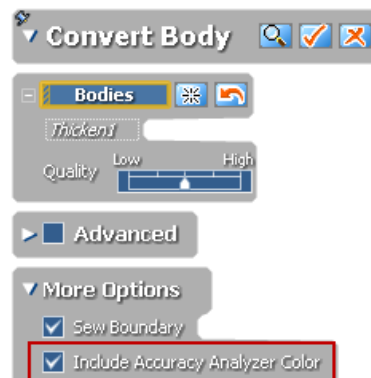 Convert Body
Bodies
Thicken1
Low High
Quality
Advanced
More Options
Sew Boundary
Include Accuracy Analyzer Color